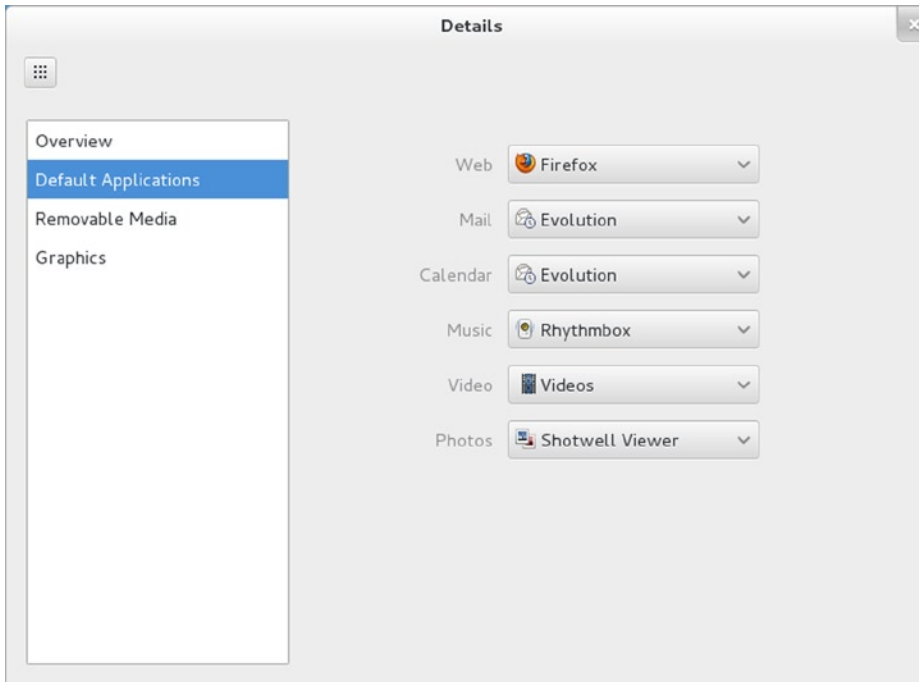 Details
Overview
Default Applications
Removable Media
Graphics
Web Firefox
Mail Evolution
Calendar Evolution
Music Rhythmbox
Video Videos
Photos Shotwell Viewer